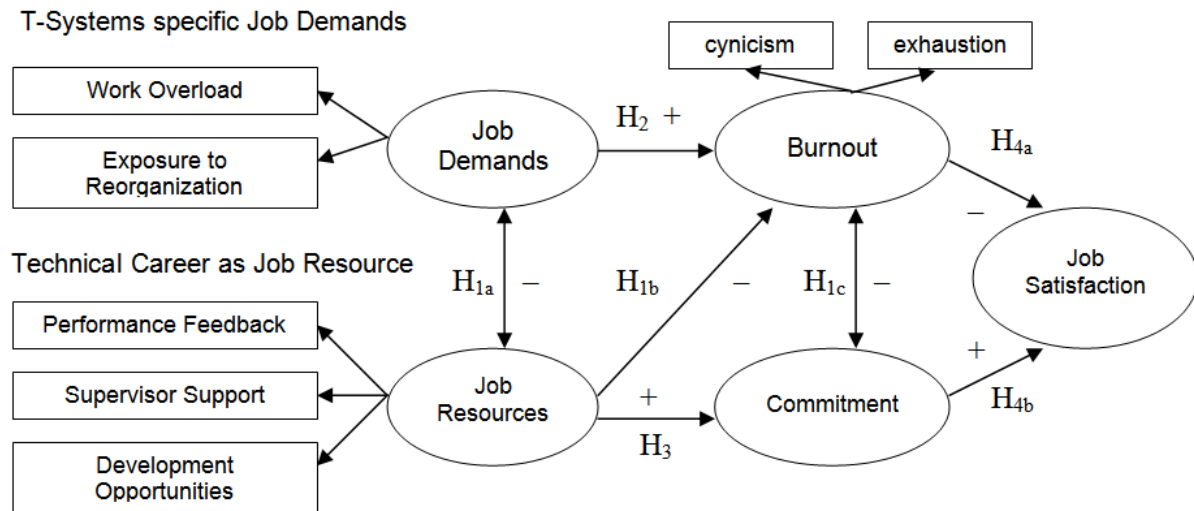 T-Systems specific Job Demands
cynicism
exhaustion
Work Overload
Exposure to
Reorganization
Job
Demands
H2 +
Burnout
H4a
–
Technical Career as Job Resource
Performance Feedback
Supervisor Support
Development
Opportunities
H1a –
H1b –
H1c –
Job
Satisfaction
Job
Resources
+
H3
Commitment
+
H4b